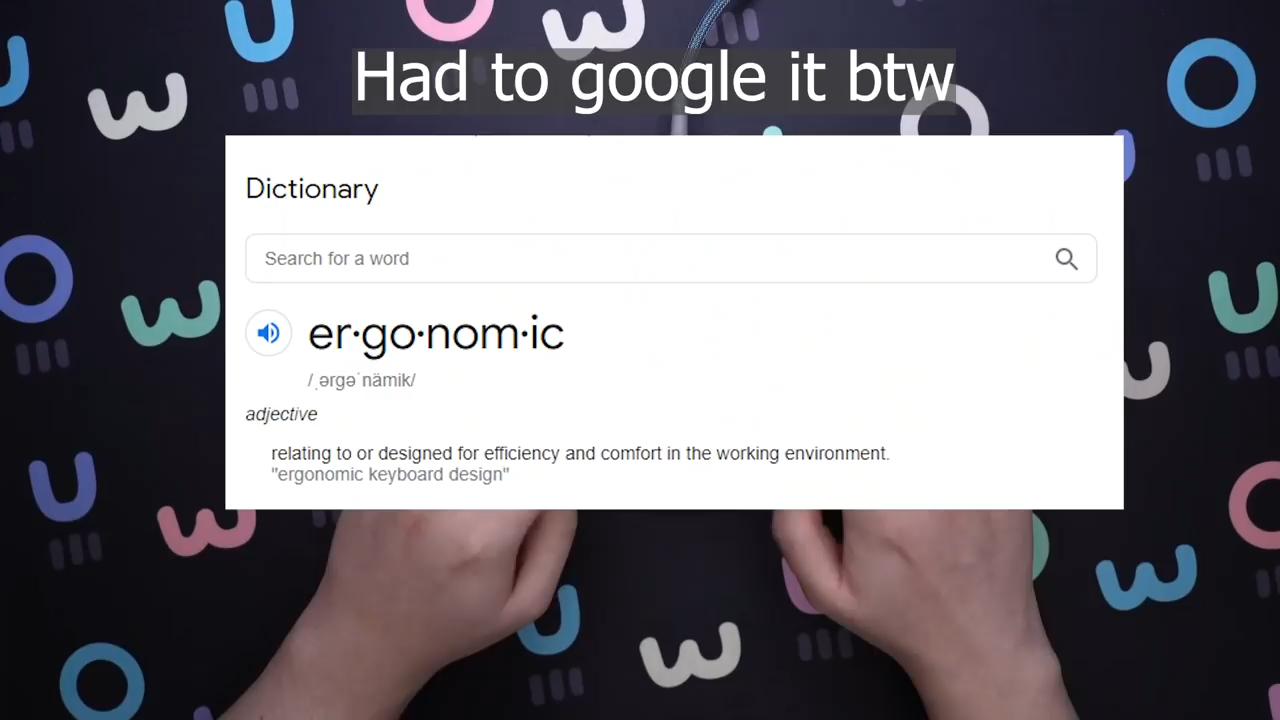 Had to google it btw
Dictionary
Search for a word
er·go·nom·ic
/ˌərɡəˈnämik/
adjective
relating to or designed for efficiency and comfort in the working environment.
"ergonomic keyboard design"